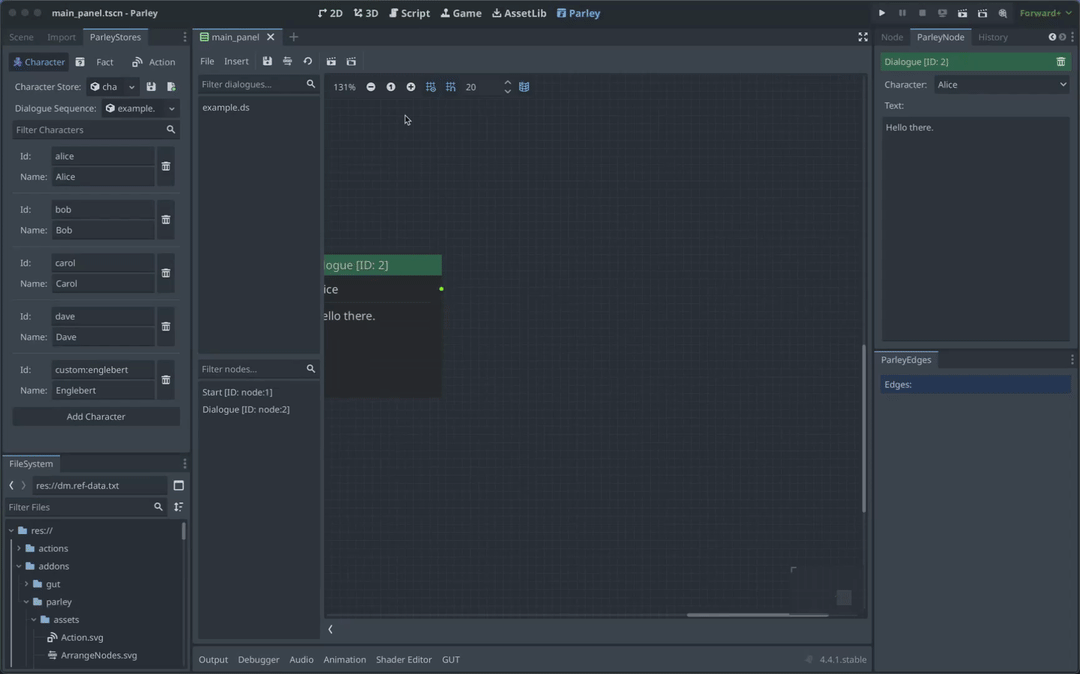 main_panel.tscn - Parley
2D 3D Script Game AssetLib Parley
Forward+
Scene Import ParleyStores
Character Fact Action
Character Store: cha
Dialogue Sequence: example.
Filter Characters
Id: alice
Name: Alice
Id: bob
Name: Bob
Id: carol
Name: Carol
Id: dave
Name: Dave
Id: custom:englebert
Name: Englebert
Add Character
FileSystem
res://dm.ref-data.txt
Filter Files
res://
actions
addons
gut
parley
assets
Action.svg
ArrangeNodes.svg
main_panel
File Insert
Filter dialogues...
example.ds
Filter nodes...
Start [ID: node:1]
Dialogue [ID: node:2]
131% 20
logue [ID: 2]
ice
ello there.
Output Debugger Audio Animation Shader Editor GUT
4.4.1.stable
Node ParleyNode History
Dialogue [ID: 2]
Character: Alice
Text:
Hello there.
ParleyEdges
Edges: